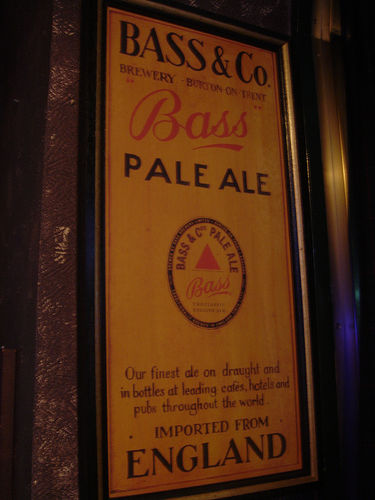 BASS & Co.
BREWERY - BURTON-ON-TRENT
"Bass"
PALE ALE
BASS & Co's PALE ALE
Bass
Our finest ale on draught and
in bottles at leading cafés, hotels and
pubs throughout the world.
IMPORTED FROM
ENGLAND